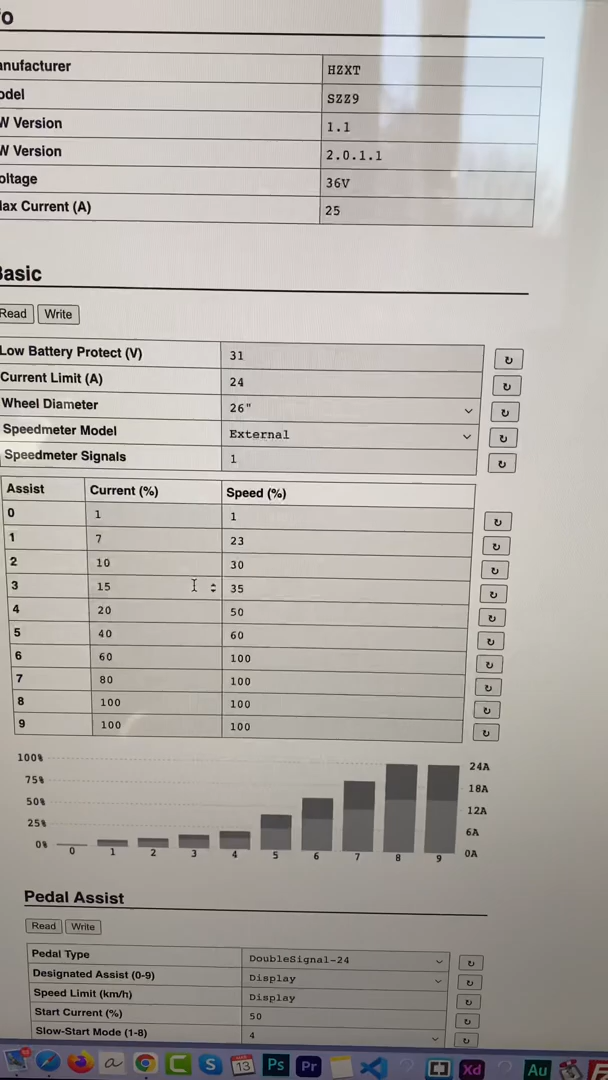 fo
anufacturer HZXT
odel SZZ9
W Version 1.1
W Version 2.0.1.1
oltage 36V
ax Current (A) 25
Basic
Read Write
Low Battery Protect (V) 31
Current Limit (A) 24
Wheel Diameter 26"
Speedmeter Model External
Speedmeter Signals 1
Assist Current (%) Speed (%)
0 1 1
1 7 23
2 10 30
3 15 35
4 20 50
5 40 60
6 60 100
7 80 100
8 100 100
9 100 100
100% 24A
75% 18A
50% 12A
25% 6A
0% 0A
0 1 2 3 4 5 6 7 8 9
Pedal Assist
Read Write
Pedal Type DoubleSignal-24
Designated Assist (0-9) Display
Speed Limit (km/h) Display
Start Current (%) 50
Slow-Start Mode (1-8) 4
a C S 13 Ps Pr Xd Au F